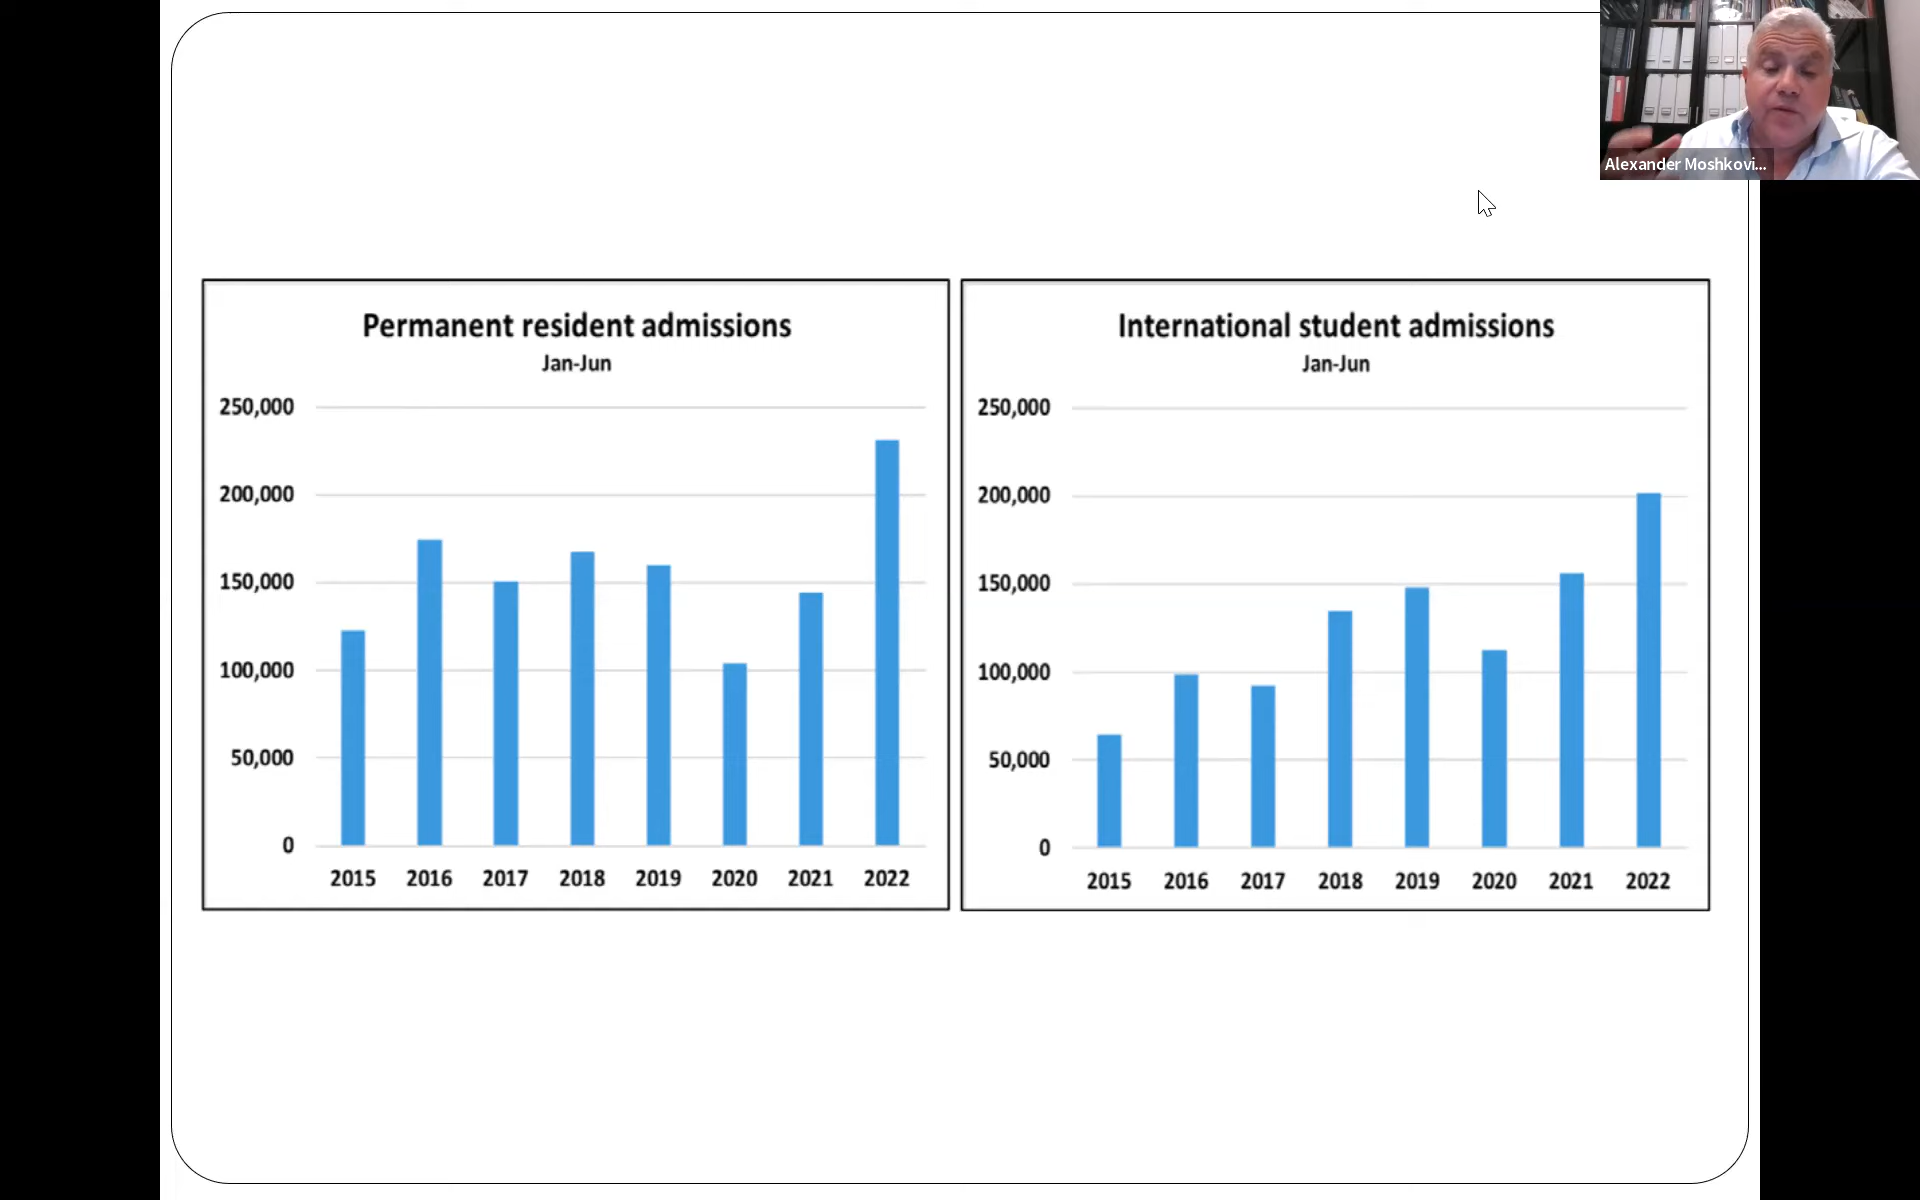 Alexander Moshkovi...
Permanent resident admissions
Jan-Jun
250,000
200,000
150,000
100,000
50,000
0
2015 2016 2017 2018 2019 2020 2021 2022
International student admissions
Jan-Jun
250,000
200,000
150,000
100,000
50,000
0
2015 2016 2017 2018 2019 2020 2021 2022